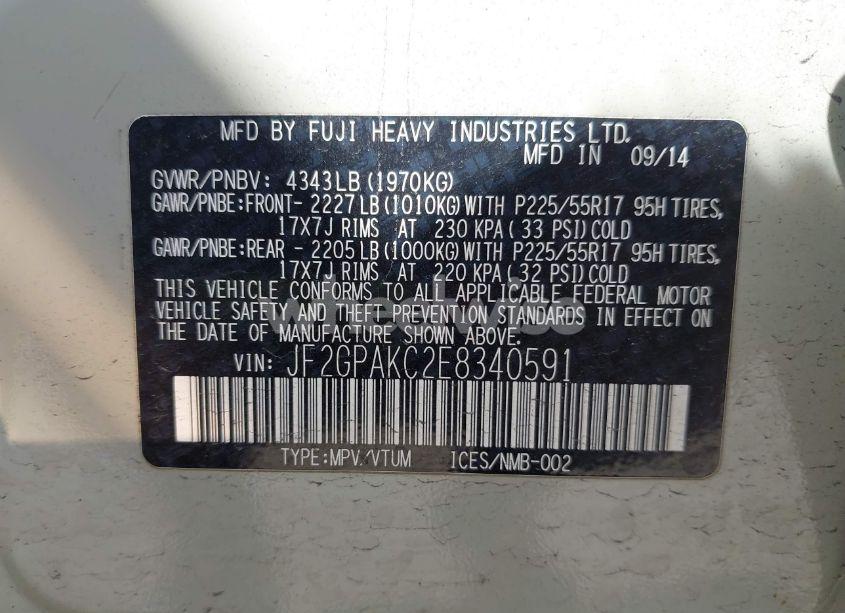 MFD BY FUJI HEAVY INDUSTRIES LTD.
MFD IN 09/14
GVWR/PNBV: 4343LB (1970KG)
GAWR/PNBE:FRONT- 2227LB (1010KG) WITH P225/55R17 95H TIRES,
17X7J RIMS AT 230 KPA ( 33 PSI) COLD
GAWR/PNBE:REAR - 2205LB (1000KG) WITH P225/55R17 95H TIRES,
17X7J RIMS AT 220 KPA ( 32 PSI) COLD
THIS VEHICLE CONFORMS TO ALL APPLICABLE FEDERAL MOTOR
VEHICLE SAFETY AND THEFT PREVENTION STANDARDS IN EFFECT ON
THE DATE OF MANUFACTURE SHOWN ABOVE.
VIN: JF2GPAKC2E8340591
TYPE:MPV/VTUM ICES/NMB-002